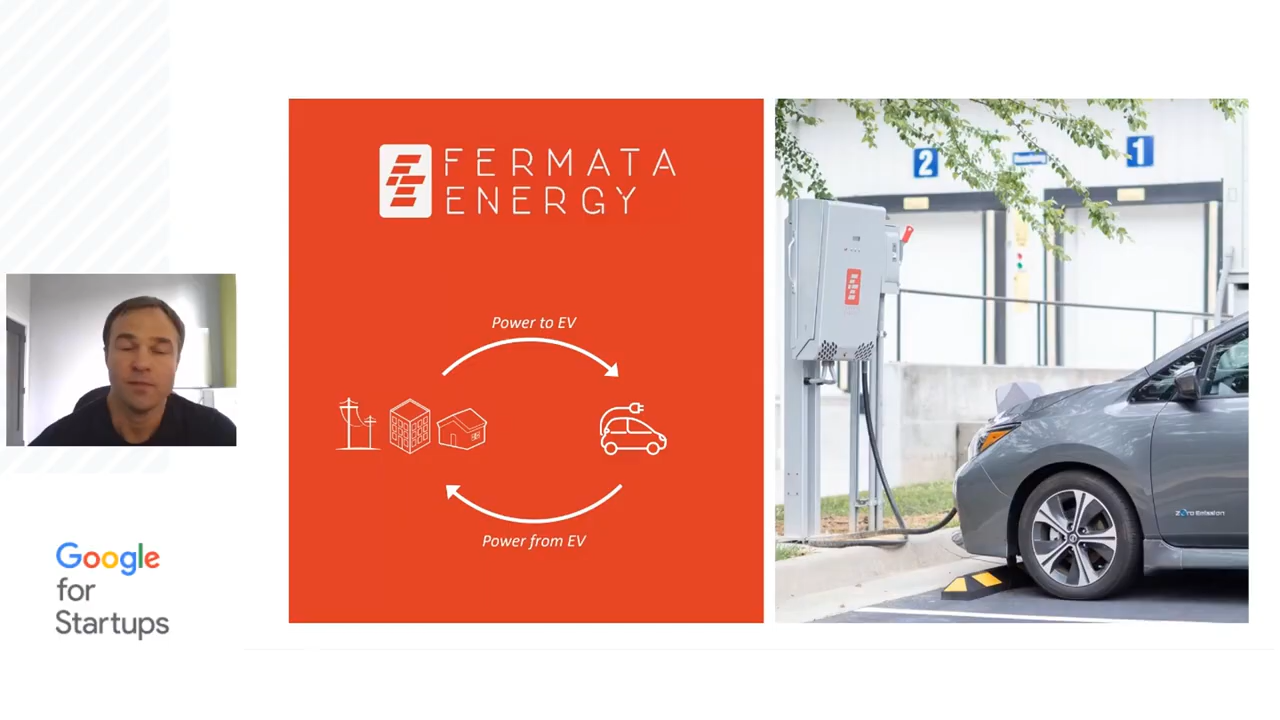 FERMATA
ENERGY
Power to EV
Power from EV
2
1
Zero Emission
Google
for
Startups